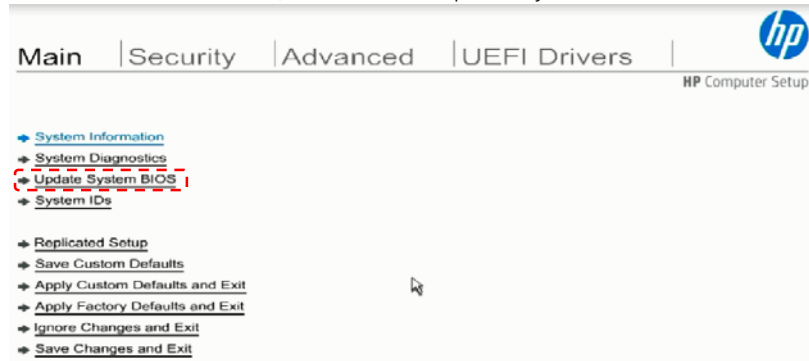 Main Security Advanced UEFI Drivers
hp
HP Computer Setup
System Information
System Diagnostics
Update System BIOS
System IDs
Replicated Setup
Save Custom Defaults
Apply Custom Defaults and Exit
Apply Factory Defaults and Exit
Ignore Changes and Exit
Save Changes and Exit